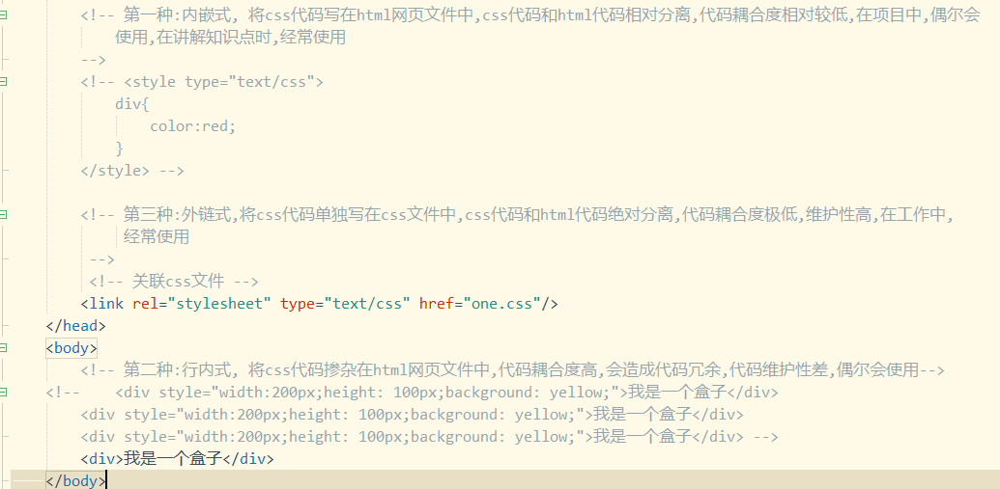 <!-- 第一种:内嵌式, 将css代码写在html网页文件中,css代码和html代码相对分离,代码耦合度相对较低,在项目中,偶尔会
使用,在讲解知识点时,经常使用
-->
<!-- <style type="text/css">
div{
color:red;
}
</style> -->
<!-- 第三种:外链式,将css代码单独写在css文件中,css代码和html代码绝对分离,代码耦合度极低,维护性高,在工作中,
经常使用
-->
<!-- 关联css文件 -->
<link rel="stylesheet" type="text/css" href="one.css"/>
</head>
<body>
<!-- 第二种:行内式, 将css代码掺杂在html网页文件中,代码耦合度高,会造成代码冗余,代码维护性差,偶尔会使用-->
<!--    <div style="width:200px;height: 100px;background: yellow;">我是一个盒子</div>
<div style="width:200px;height: 100px;background: yellow;">我是一个盒子</div>
<div style="width:200px;height: 100px;background: yellow;">我是一个盒子</div> -->
<div>我是一个盒子</div>
</body>